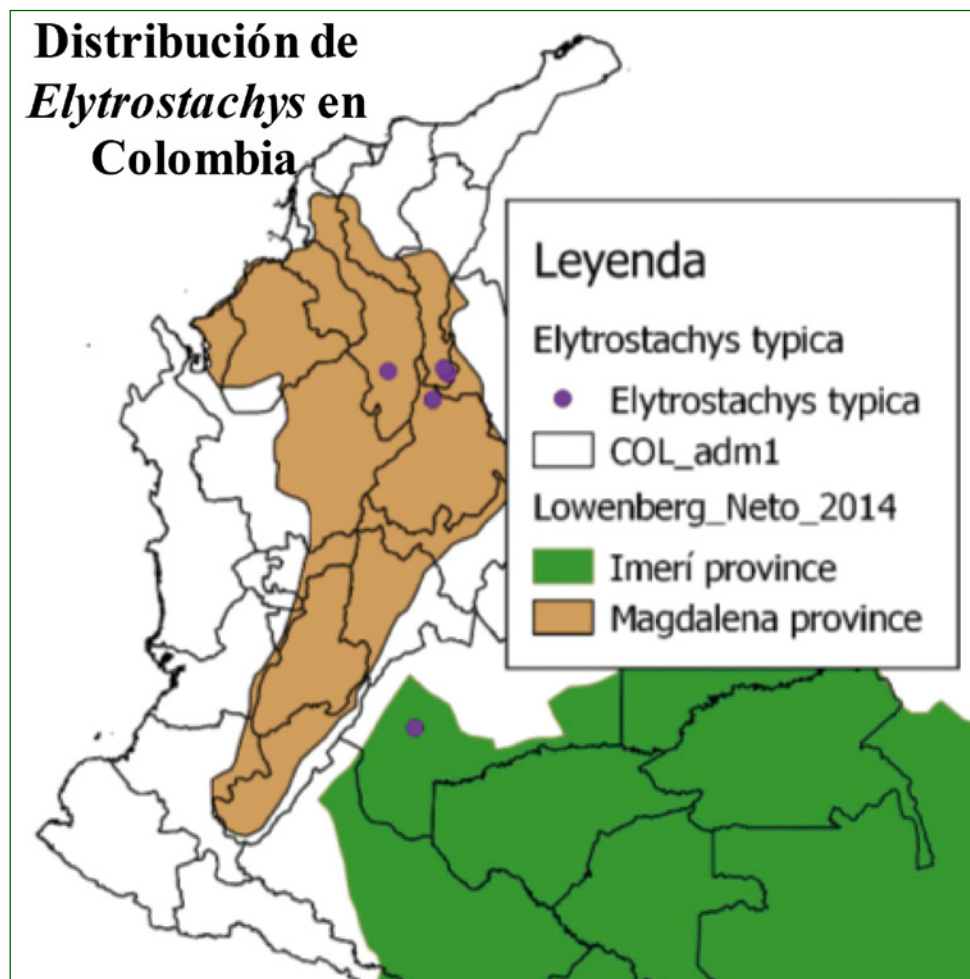 Distribución de
Elytrostachys en
Colombia
Leyenda
Elytrostachys typica
Elytrostachys typica
COL_adm1
Lowenberg_Neto_2014
Imerí province
Magdalena province